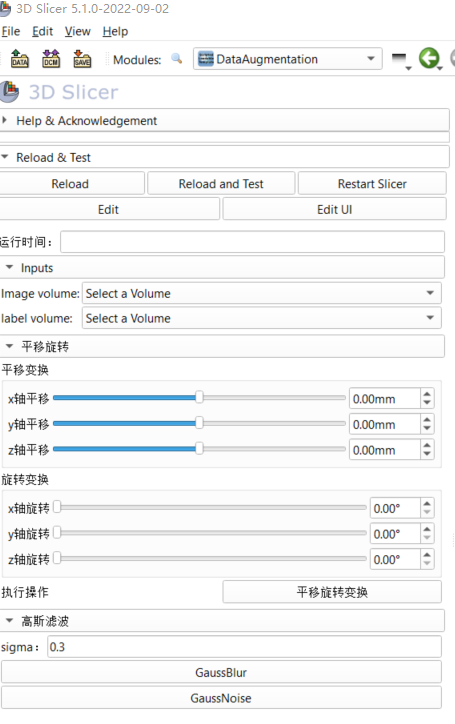 3D Slicer 5.1.0-2022-09-02
File Edit View Help
DATA DCM SAVE Modules: DataAugmentation
3D Slicer
Help & Acknowledgement
Reload & Test
Reload Reload and Test Restart Slicer
Edit Edit UI
运行时间：
Inputs
Image volume: Select a Volume
label volume: Select a Volume
平移旋转
平移变换
x轴平移 0.00mm
y轴平移 0.00mm
z轴平移 0.00mm
旋转变换
x轴旋转 0.00°
y轴旋转 0.00°
z轴旋转 0.00°
执行操作 平移旋转变换
高斯滤波
sigma： 0.3
GaussBlur
GaussNoise